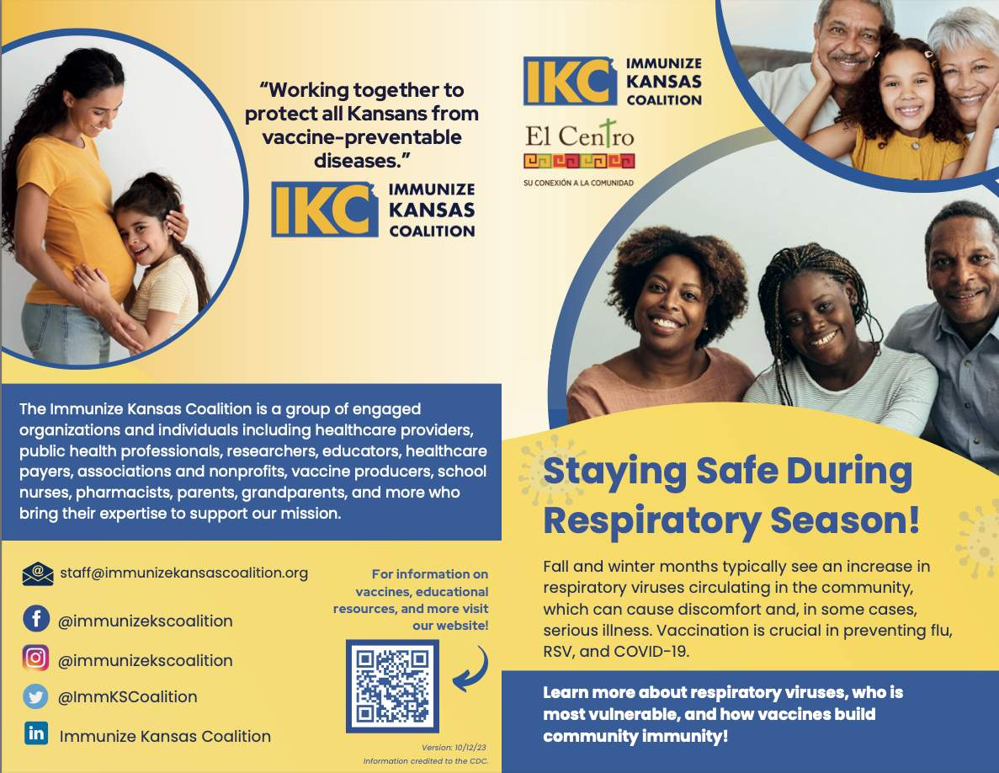 “Working together to
protect all Kansans from
vaccine-preventable
diseases.”
IKC IMMUNIZE
KANSAS
COALITION
The Immunize Kansas Coalition is a group of engaged
organizations and individuals including healthcare providers,
public health professionals, researchers, educators, healthcare
payers, associations and nonprofits, vaccine producers, school
nurses, pharmacists, parents, grandparents, and more who
bring their expertise to support our mission.
staff@immunizekansascoalition.org
@immunizekscoalition
@immunizekscoalition
@ImmKSCoalition
in Immunize Kansas Coalition
For information on
vaccines, educational
resources, and more visit
our website!
Version: 10/12/23
Information credited to the CDC.
IKC IMMUNIZE
KANSAS
COALITION
El Centro
SU CONEXIÓN A LA COMUNIDAD
Staying Safe During
Respiratory Season!
Fall and winter months typically see an increase in
respiratory viruses circulating in the community,
which can cause discomfort and, in some cases,
serious illness. Vaccination is crucial in preventing flu,
RSV, and COVID-19.
Learn more about respiratory viruses, who is
most vulnerable, and how vaccines build
community immunity!